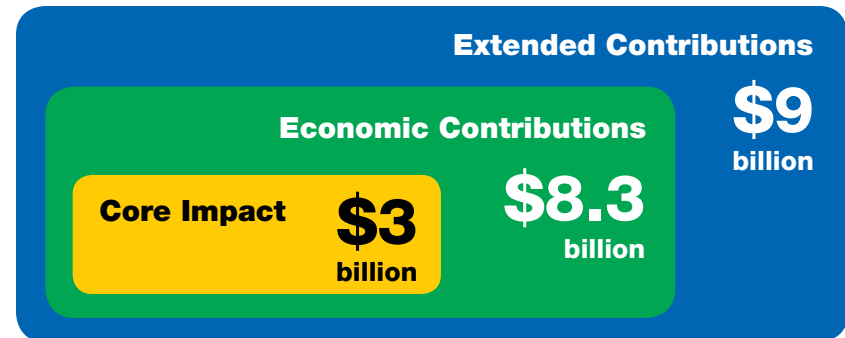 Extended Contributions
$9
billion
Economic Contributions
$8.3
billion
Core Impact
$3
billion